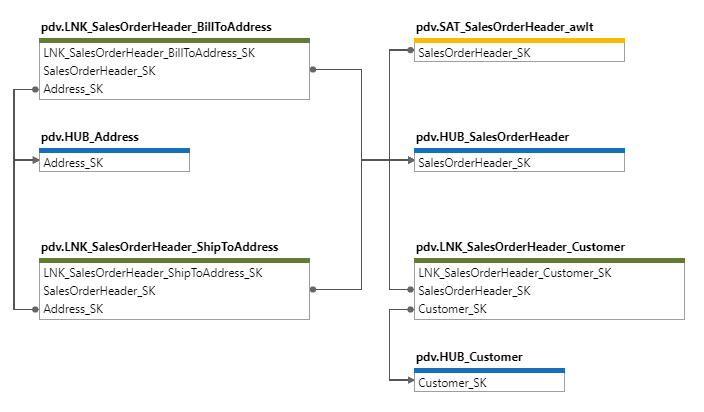 pdv.LNK_SalesOrderHeader_BillToAddress
LNK_SalesOrderHeader_BillToAddress_SK
SalesOrderHeader_SK
Address_SK
pdv.HUB_Address
Address_SK
pdv.LNK_SalesOrderHeader_ShipToAddress
LNK_SalesOrderHeader_ShipToAddress_SK
SalesOrderHeader_SK
Address_SK
pdv.SAT_SalesOrderHeader_awlt
SalesOrderHeader_SK
pdv.HUB_SalesOrderHeader
SalesOrderHeader_SK
pdv.LNK_SalesOrderHeader_Customer
LNK_SalesOrderHeader_Customer_SK
SalesOrderHeader_SK
Customer_SK
pdv.HUB_Customer
Customer_SK